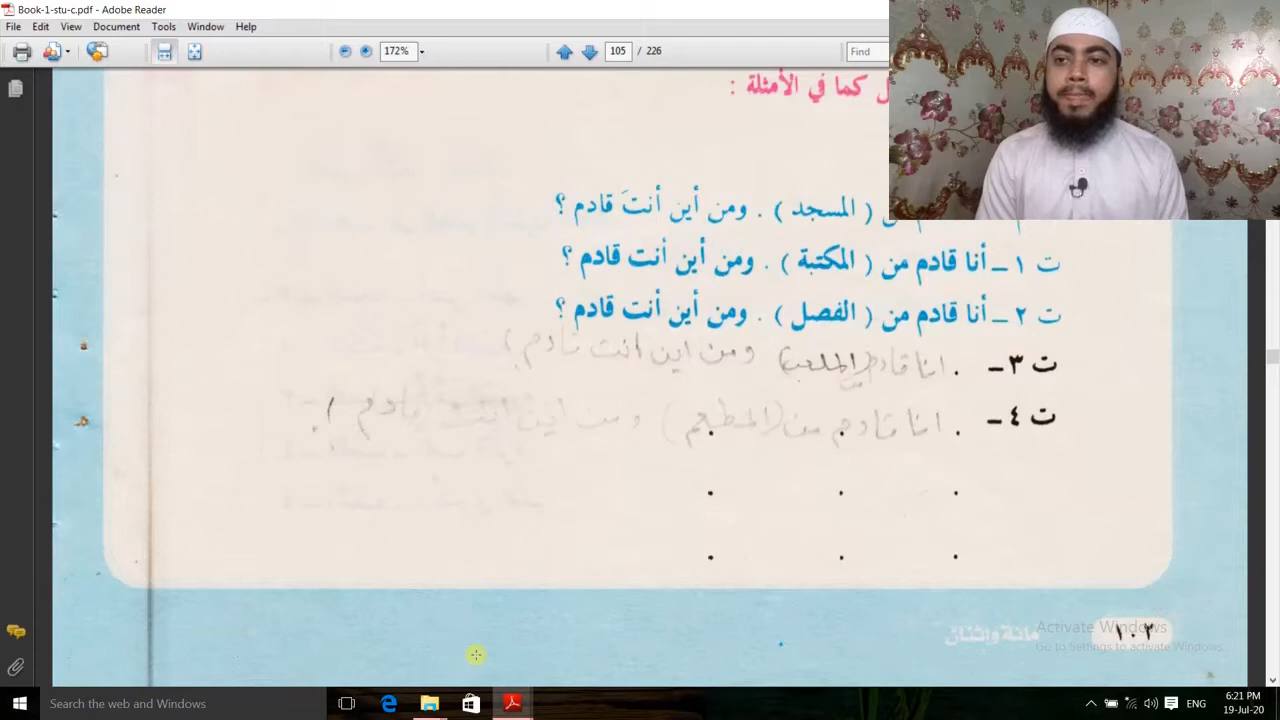 Book-1-stu-c.pdf - Adobe Reader
File Edit View Document Tools Window Help
172% 105 / 226 Find
كما في الأمثلة :
( المسجد ) . ومن أين أنتَ قادم ؟
ت ١ – أنا قادم من ( المكتبة ) . ومن أين أنت قادم ؟
ت ٢ – أنا قادم من ( الفصل ) . ومن أين أنت قادم ؟
ت ٣ – . انا قادم (الملعب) ومن اين انت قادم ؟
ت ٤ – انا قادم من (المطعم) ومن اين انت قادم ؟
. . .
. . .
مائة واثنان ١٠٢
Activate Windows
Go to Settings to activate Windows.
Search the web and Windows
ENG 6:21 PM
19-Jul-20